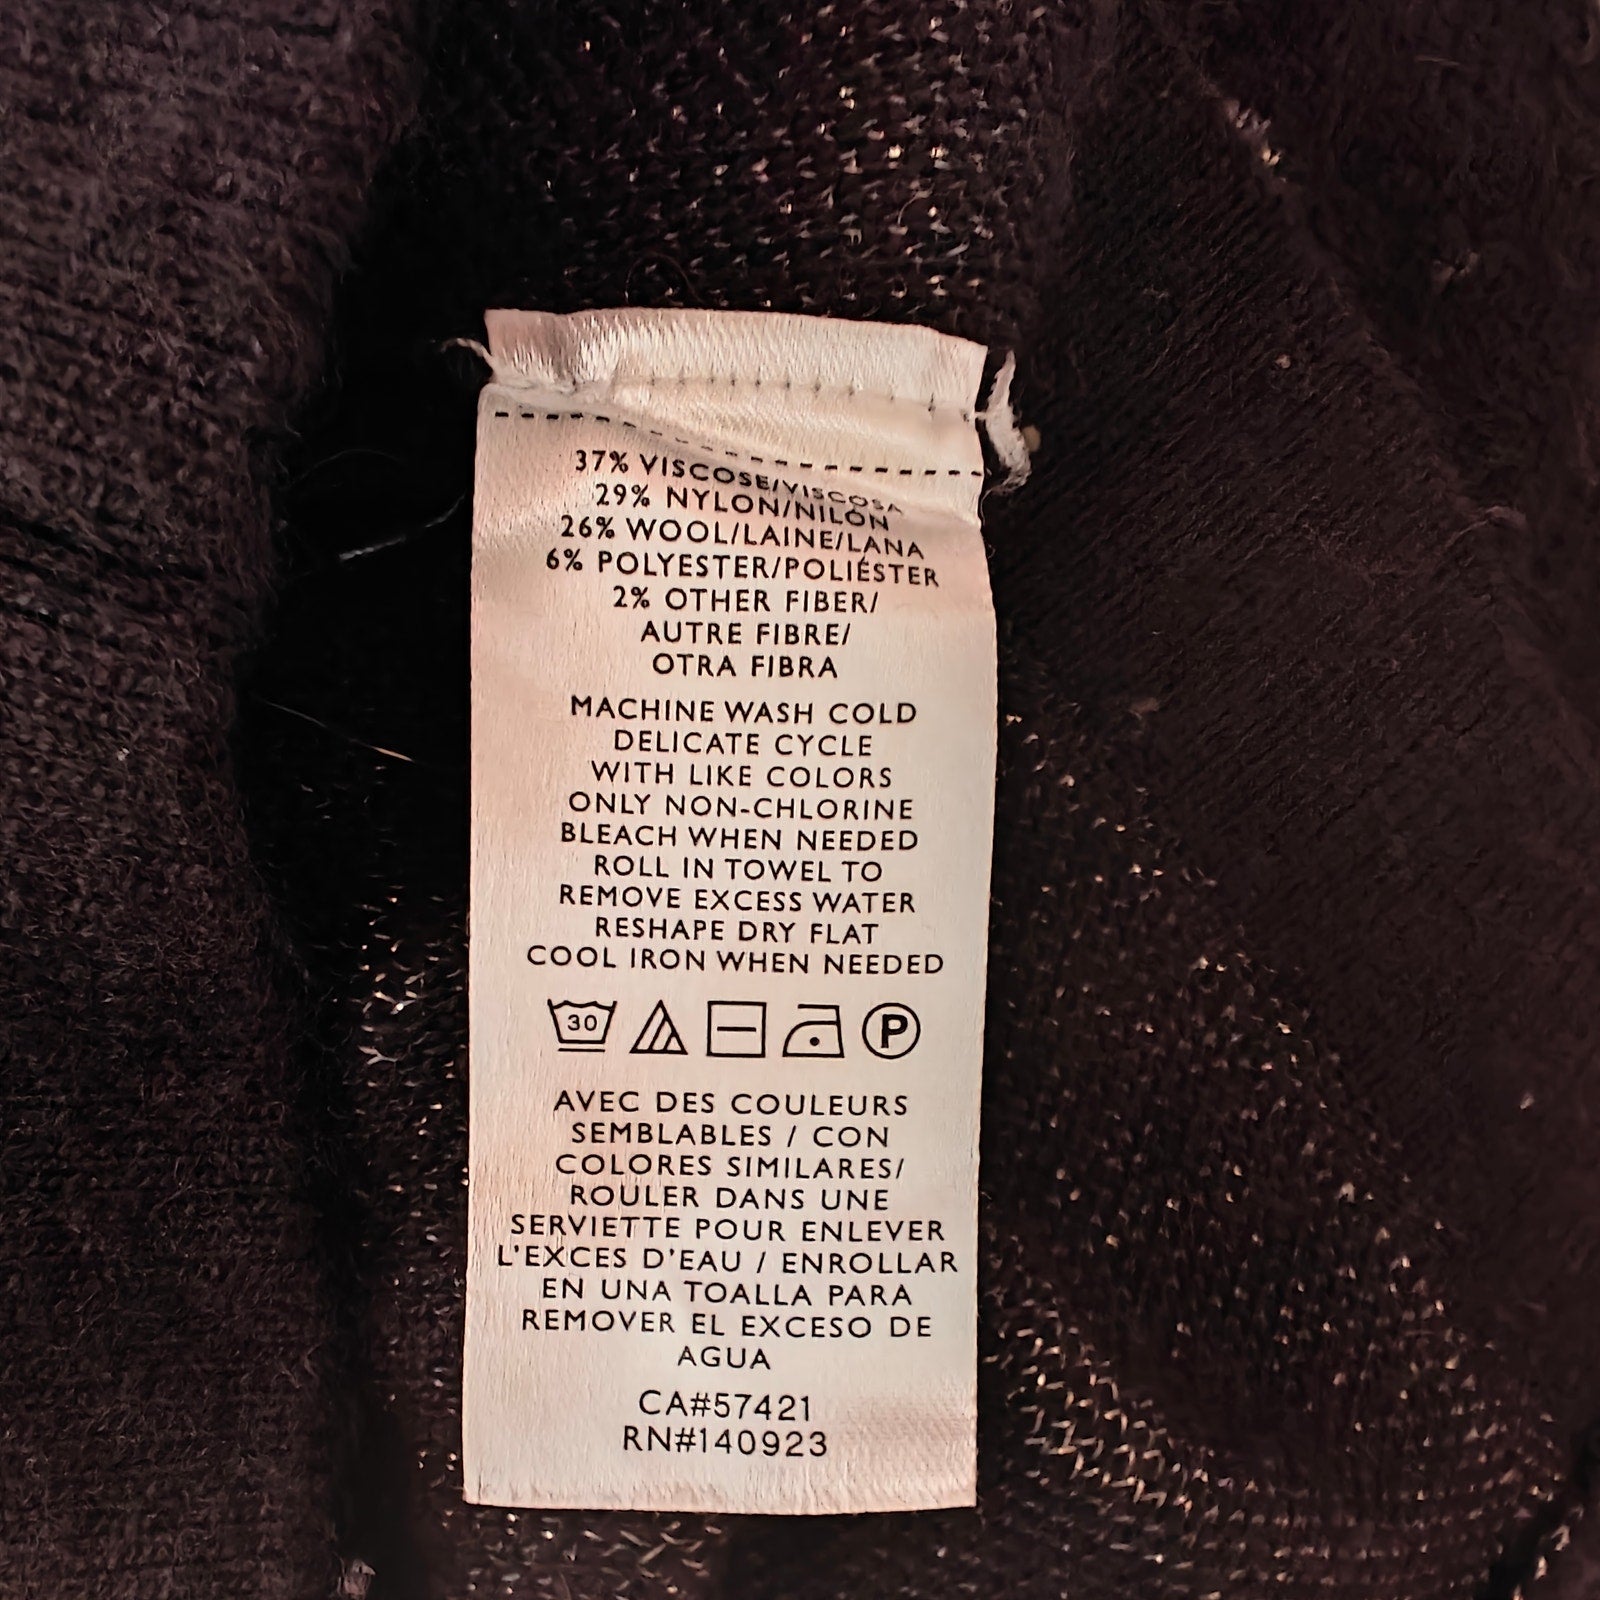 37% VISCOSE/VISCOSA
29% NYLON/NILÓN
26% WOOL/LAINE/LANA
6% POLYESTER/POLIÉSTER
2% OTHER FIBER/
AUTRE FIBRE/
OTRA FIBRA
MACHINE WASH COLD
DELICATE CYCLE
WITH LIKE COLORS
ONLY NON-CHLORINE
BLEACH WHEN NEEDED
ROLL IN TOWEL TO
REMOVE EXCESS WATER
RESHAPE DRY FLAT
COOL IRON WHEN NEEDED
30 P
AVEC DES COULEURS
SEMBLABLES / CON
COLORES SIMILARES/
ROULER DANS UNE
SERVIETTE POUR ENLEVER
L'EXCES D'EAU / ENROLLAR
EN UNA TOALLA PARA
REMOVER EL EXCESO DE
AGUA
CA#57421
RN#140923